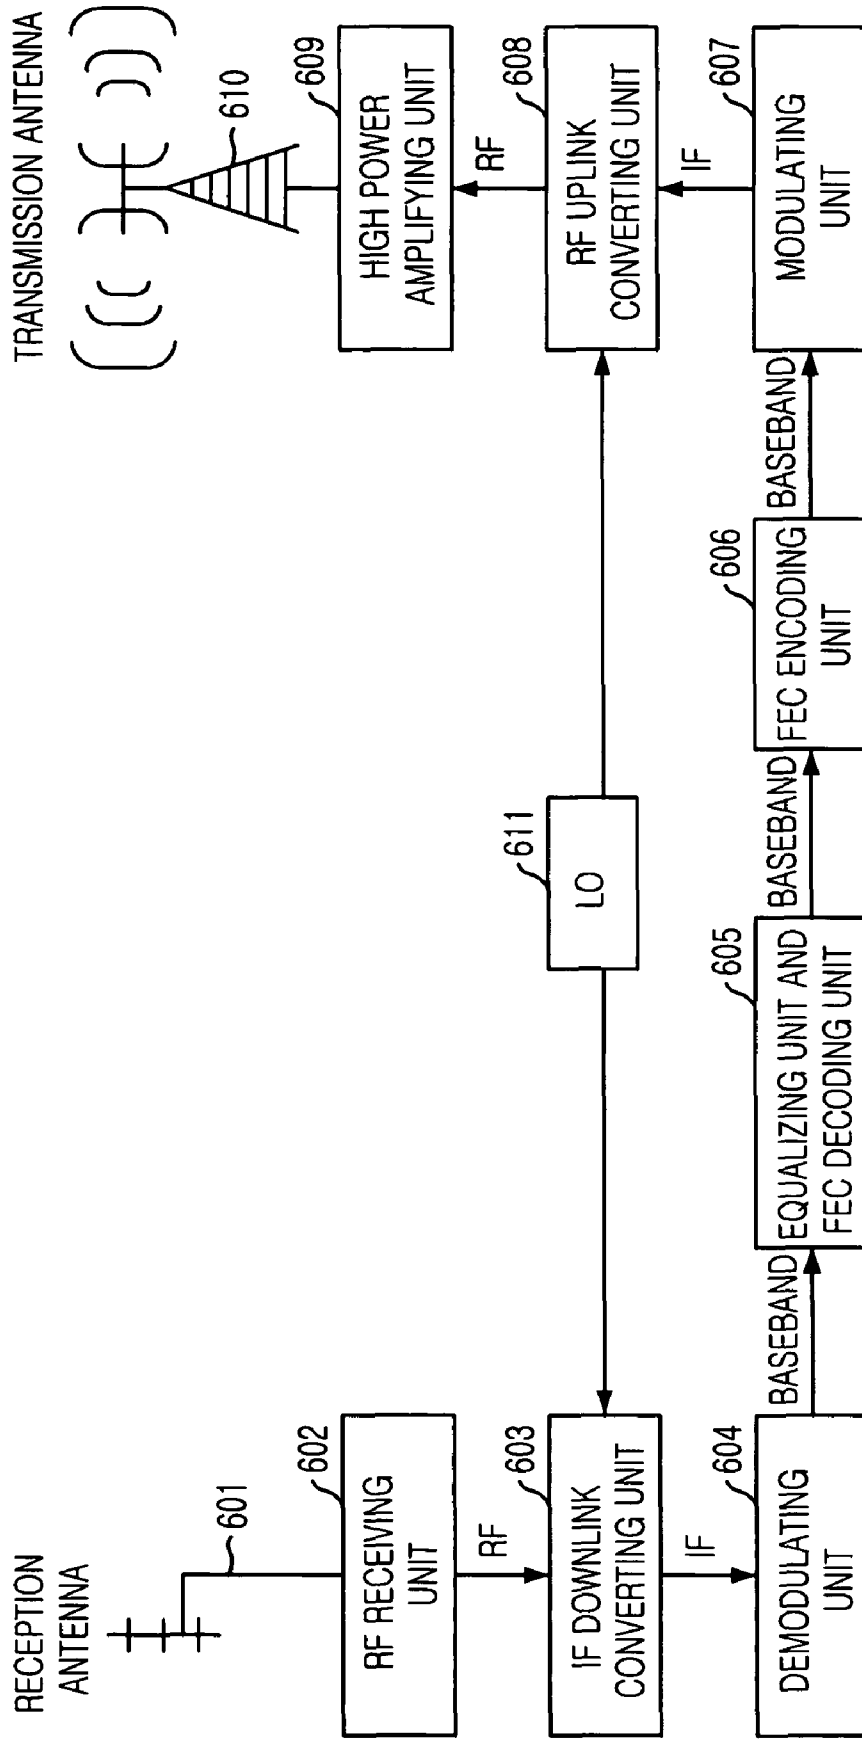 RECEPTION
ANTENNA
601
602
RF RECEIVING
UNIT
RF
603
IF DOWNLINK
CONVERTING UNIT
IF
604
DEMODULATING
UNIT
BASEBAND
605
EQUALIZING UNIT AND
FEC DECODING UNIT
BASEBAND
606
FEC ENCODING
UNIT
BASEBAND
607
MODULATING
UNIT
IF
608
RF UPLINK
CONVERTING UNIT
RF
609
HIGH POWER
AMPLIFYING UNIT
610
TRANSMISSION ANTENNA
611
LO